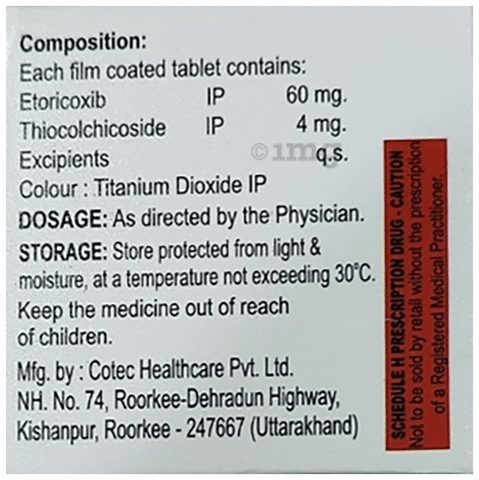 Composition:
Each film coated tablet contains:
Etoricoxib IP 60 mg.
Thiocolchicoside IP 4 mg.
Excipients q.s.
© 1mg
Colour : Titanium Dioxide IP
DOSAGE: As directed by the Physician.
STORAGE: Store protected from light &
moisture, at a temperature not exceeding 30°C.
Keep the medicine out of reach
of children.
Mfg. by : Cotec Healthcare Pvt. Ltd.
NH. No. 74, Roorkee-Dehradun Highway,
Kishanpur, Roorkee - 247667 (Uttarakhand)
SCHEDULE H PRESCRIPTION DRUG - CAUTION
Not to be sold by retail without the prescription
of a Registered Medical Practitioner.